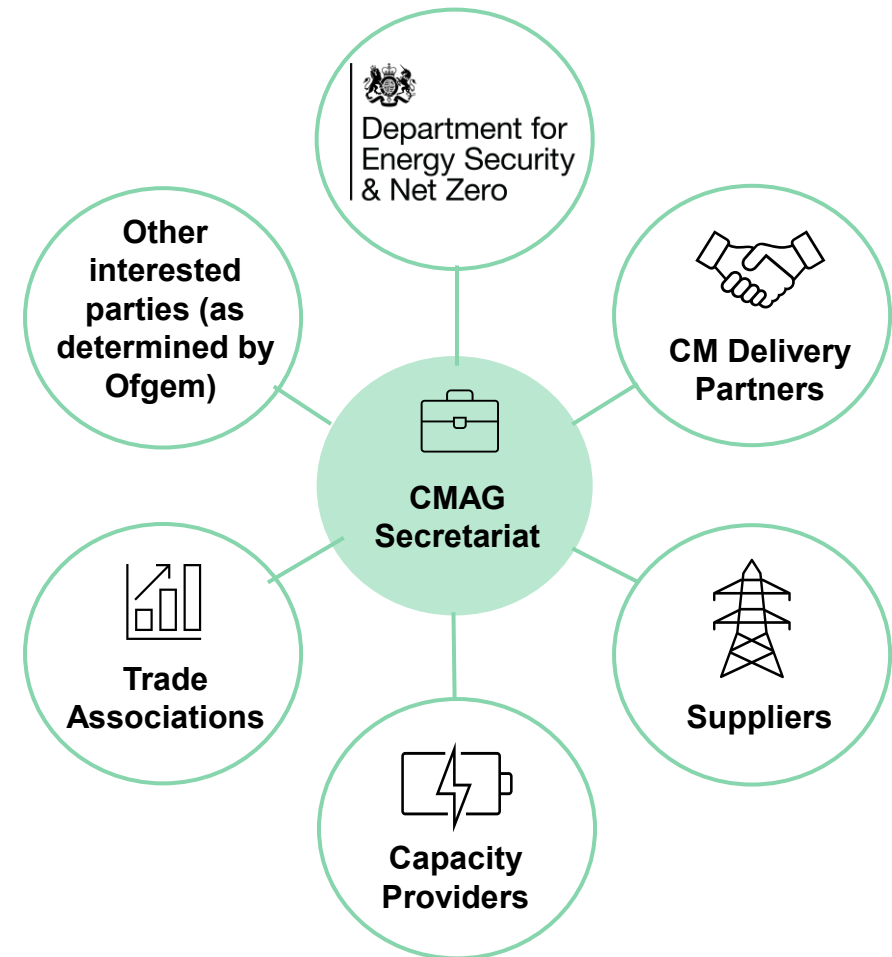 Department for
Energy Security
& Net Zero
Other
interested
parties (as
determined by
Ofgem)
CM Delivery
Partners
CMAG
Secretariat
Trade
Associations
Suppliers
Capacity
Providers